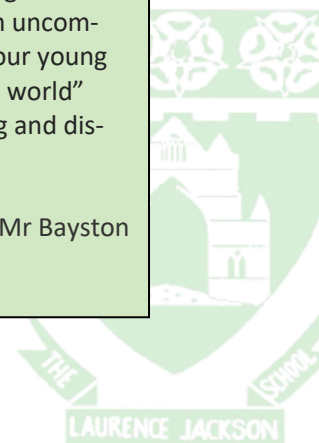 n uncom-
our young
world”
g and dis-
Mr Bayston
THE
SCHOOL
LAURENCE JACKSON